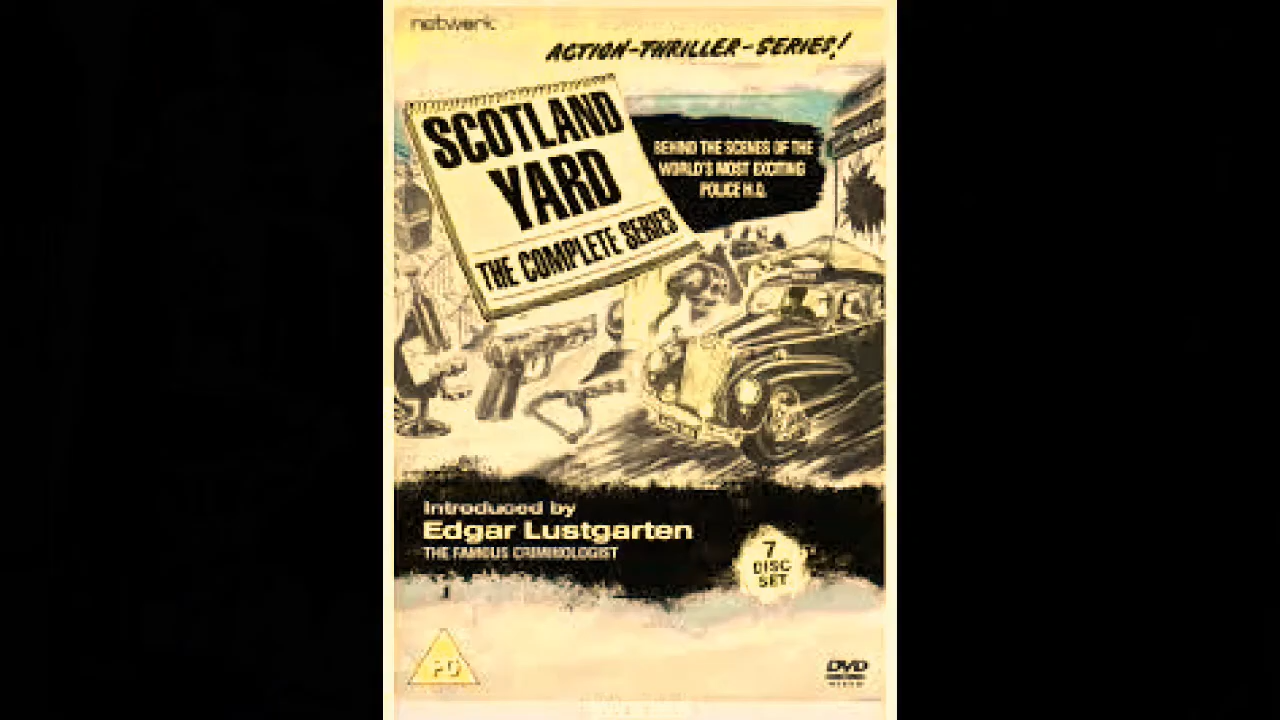 network
ACTION-THRILLER-SERIES!
SCOTLAND
YARD
THE COMPLETE SERIES
BEHIND THE SCENES OF THE
WORLD'S MOST EXCITING
POLICE H.Q.
Introduced by
Edgar Lustgarten
THE FAMOUS CRIMINOLOGIST
7
DISC
SET
PG
DVD
VIDEO